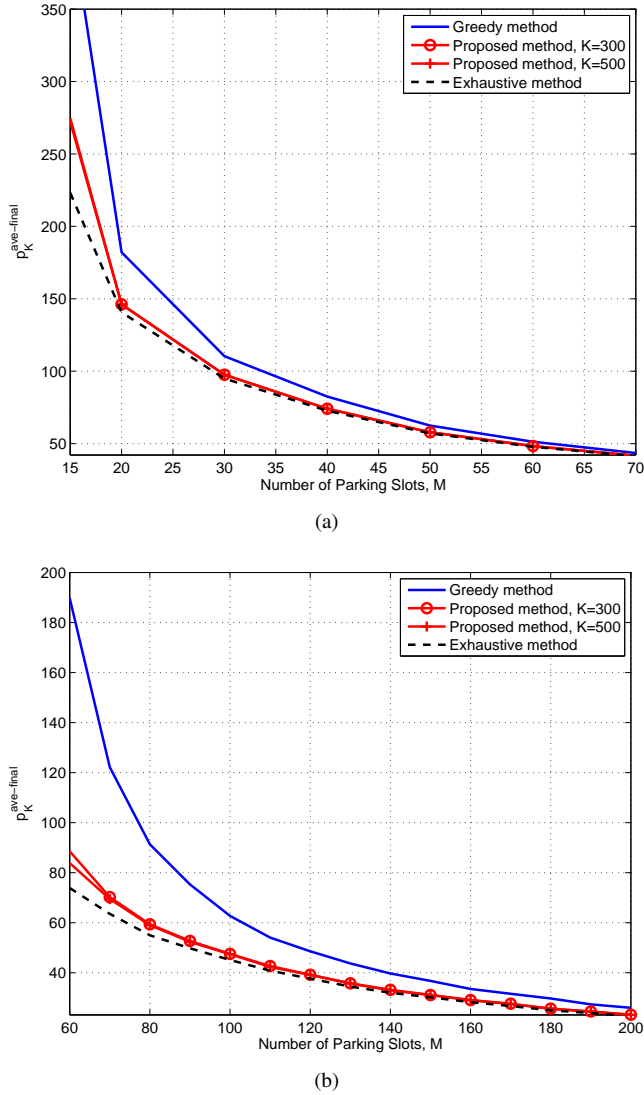 350
300
250
200
150
100
50
p_K^ave−final
Greedy method
Proposed method, K=300
Proposed method, K=500
Exhaustive method
15 20 25 30 35 40 45 50 55 60 65 70
Number of Parking Slots, M
(a)
200
180
160
140
120
100
80
60
40
p_K^ave−final
Greedy method
Proposed method, K=300
Proposed method, K=500
Exhaustive method
60 80 100 120 140 160 180 200
Number of Parking Slots, M
(b)